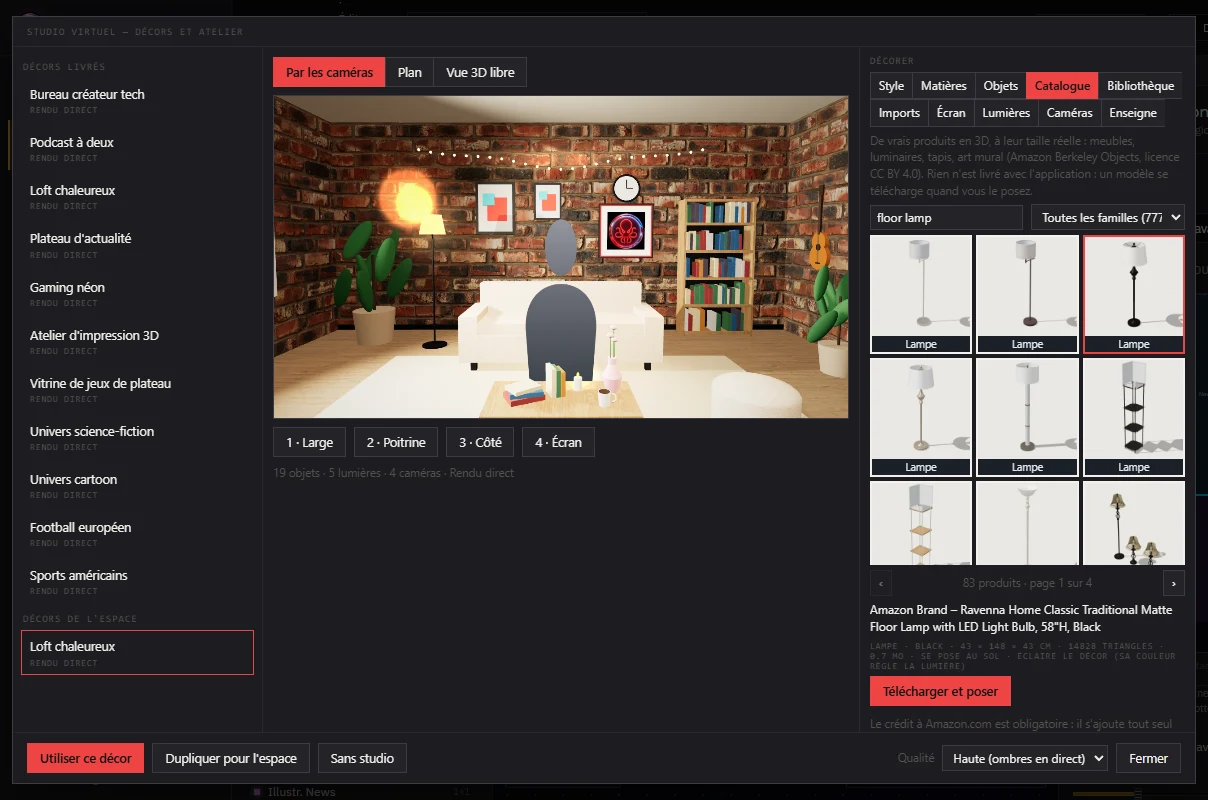 STUDIO VIRTUEL — DÉCORS ET ATELIER
DÉCORS LIVRÉS
Bureau créateur tech
RENDU DIRECT
Podcast à deux
RENDU DIRECT
Loft chaleureux
RENDU DIRECT
Plateau d'actualité
RENDU DIRECT
Gaming néon
RENDU DIRECT
Atelier d'impression 3D
RENDU DIRECT
Vitrine de jeux de plateau
RENDU DIRECT
Univers science-fiction
RENDU DIRECT
Univers cartoon
RENDU DIRECT
Football européen
RENDU DIRECT
Sports américains
RENDU DIRECT
DÉCORS DE L'ESPACE
Loft chaleureux
RENDU DIRECT
Par les caméras Plan Vue 3D libre
1 · Large 2 · Poitrine 3 · Côté 4 · Écran
19 objets · 5 lumières · 4 caméras · Rendu direct
DÉCORER
Style Matières Objets Catalogue Bibliothèque
Imports Écran Lumières Caméras Enseigne
De vrais produits en 3D, à leur taille réelle : meubles,
luminaires, tapis, art mural (Amazon Berkeley Objects, licence
CC BY 4.0). Rien n'est livré avec l'application : un modèle se
télécharge quand vous le posez.
floor lamp Toutes les familles (777
Lampe Lampe Lampe
Lampe Lampe Lampe
‹ 83 produits · page 1 sur 4 ›
Amazon Brand – Ravenna Home Classic Traditional Matte
Floor Lamp with LED Light Bulb, 58"H, Black
LAMPE · BLACK · 43 × 148 × 43 CM · 14828 TRIANGLES ·
0.7 MO · SE POSE AU SOL · ÉCLAIRE LE DÉCOR (SA COULEUR
RÈGLE LA LUMIÈRE)
Télécharger et poser
Le crédit à Amazon.com est obligatoire : il s'ajoute tout seul
Utiliser ce décor Dupliquer pour l'espace Sans studio
Qualité Haute (ombres en direct) Fermer
Illustr. News